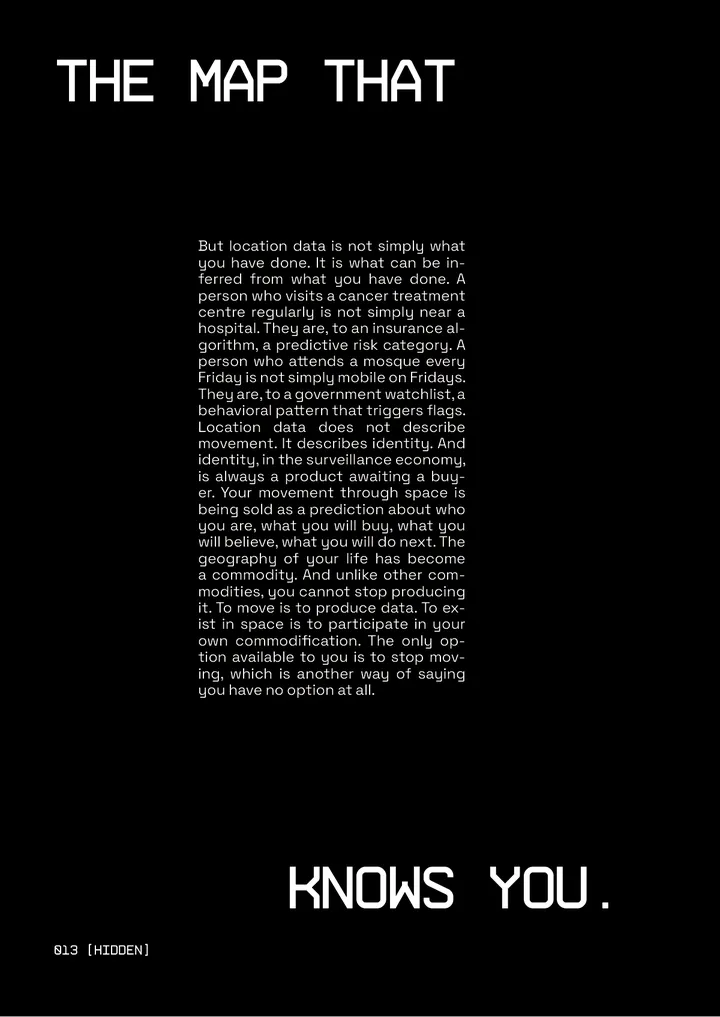 THE MAP THAT
But location data is not simply what
you have done. It is what can be in-
ferred from what you have done. A
person who visits a cancer treatment
centre regularly is not simply near a
hospital. They are, to an insurance al-
gorithm, a predictive risk category. A
person who attends a mosque every
Friday is not simply mobile on Fridays.
They are, to a government watchlist, a
behavioral pattern that triggers flags.
Location data does not describe
movement. It describes identity. And
identity, in the surveillance economy,
is always a product awaiting a buy-
er. Your movement through space is
being sold as a prediction about who
you are, what you will buy, what you
will believe, what you will do next. The
geography of your life has become
a commodity. And unlike other com-
modities, you cannot stop producing
it. To move is to produce data. To ex-
ist in space is to participate in your
own commodification. The only op-
tion available to you is to stop mov-
ing, which is another way of saying
you have no option at all.
KNOWS YOU.
013 [HIDDEN]